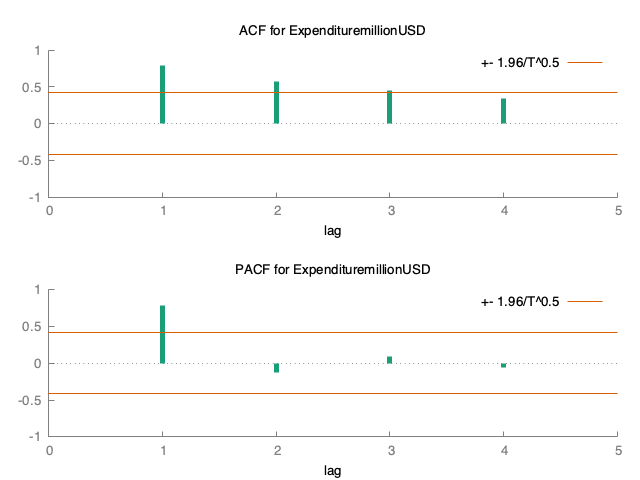 ACF for ExpendituremillionUSD
+- 1.96/T^0.5
1
0.5
0
-0.5
-1
0 1 2 3 4 5
lag
PACF for ExpendituremillionUSD
+- 1.96/T^0.5
1
0.5
0
-0.5
-1
0 1 2 3 4 5
lag